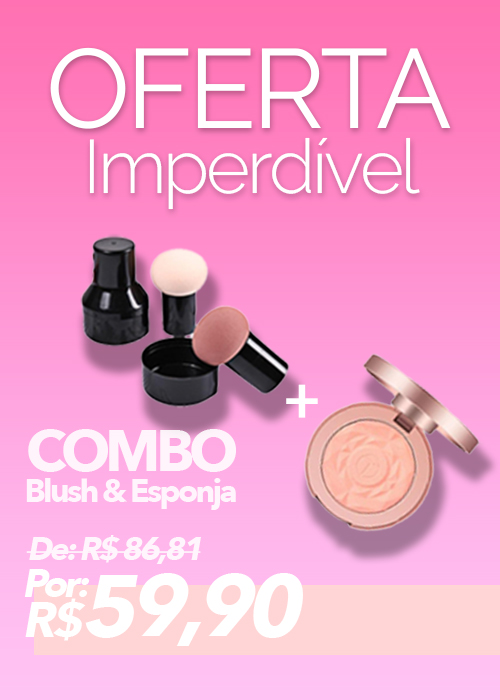 OFERTA
Imperdível
+
COMBO
Blush & Esponja
De: R$ 86,81
Por:
R$59,90